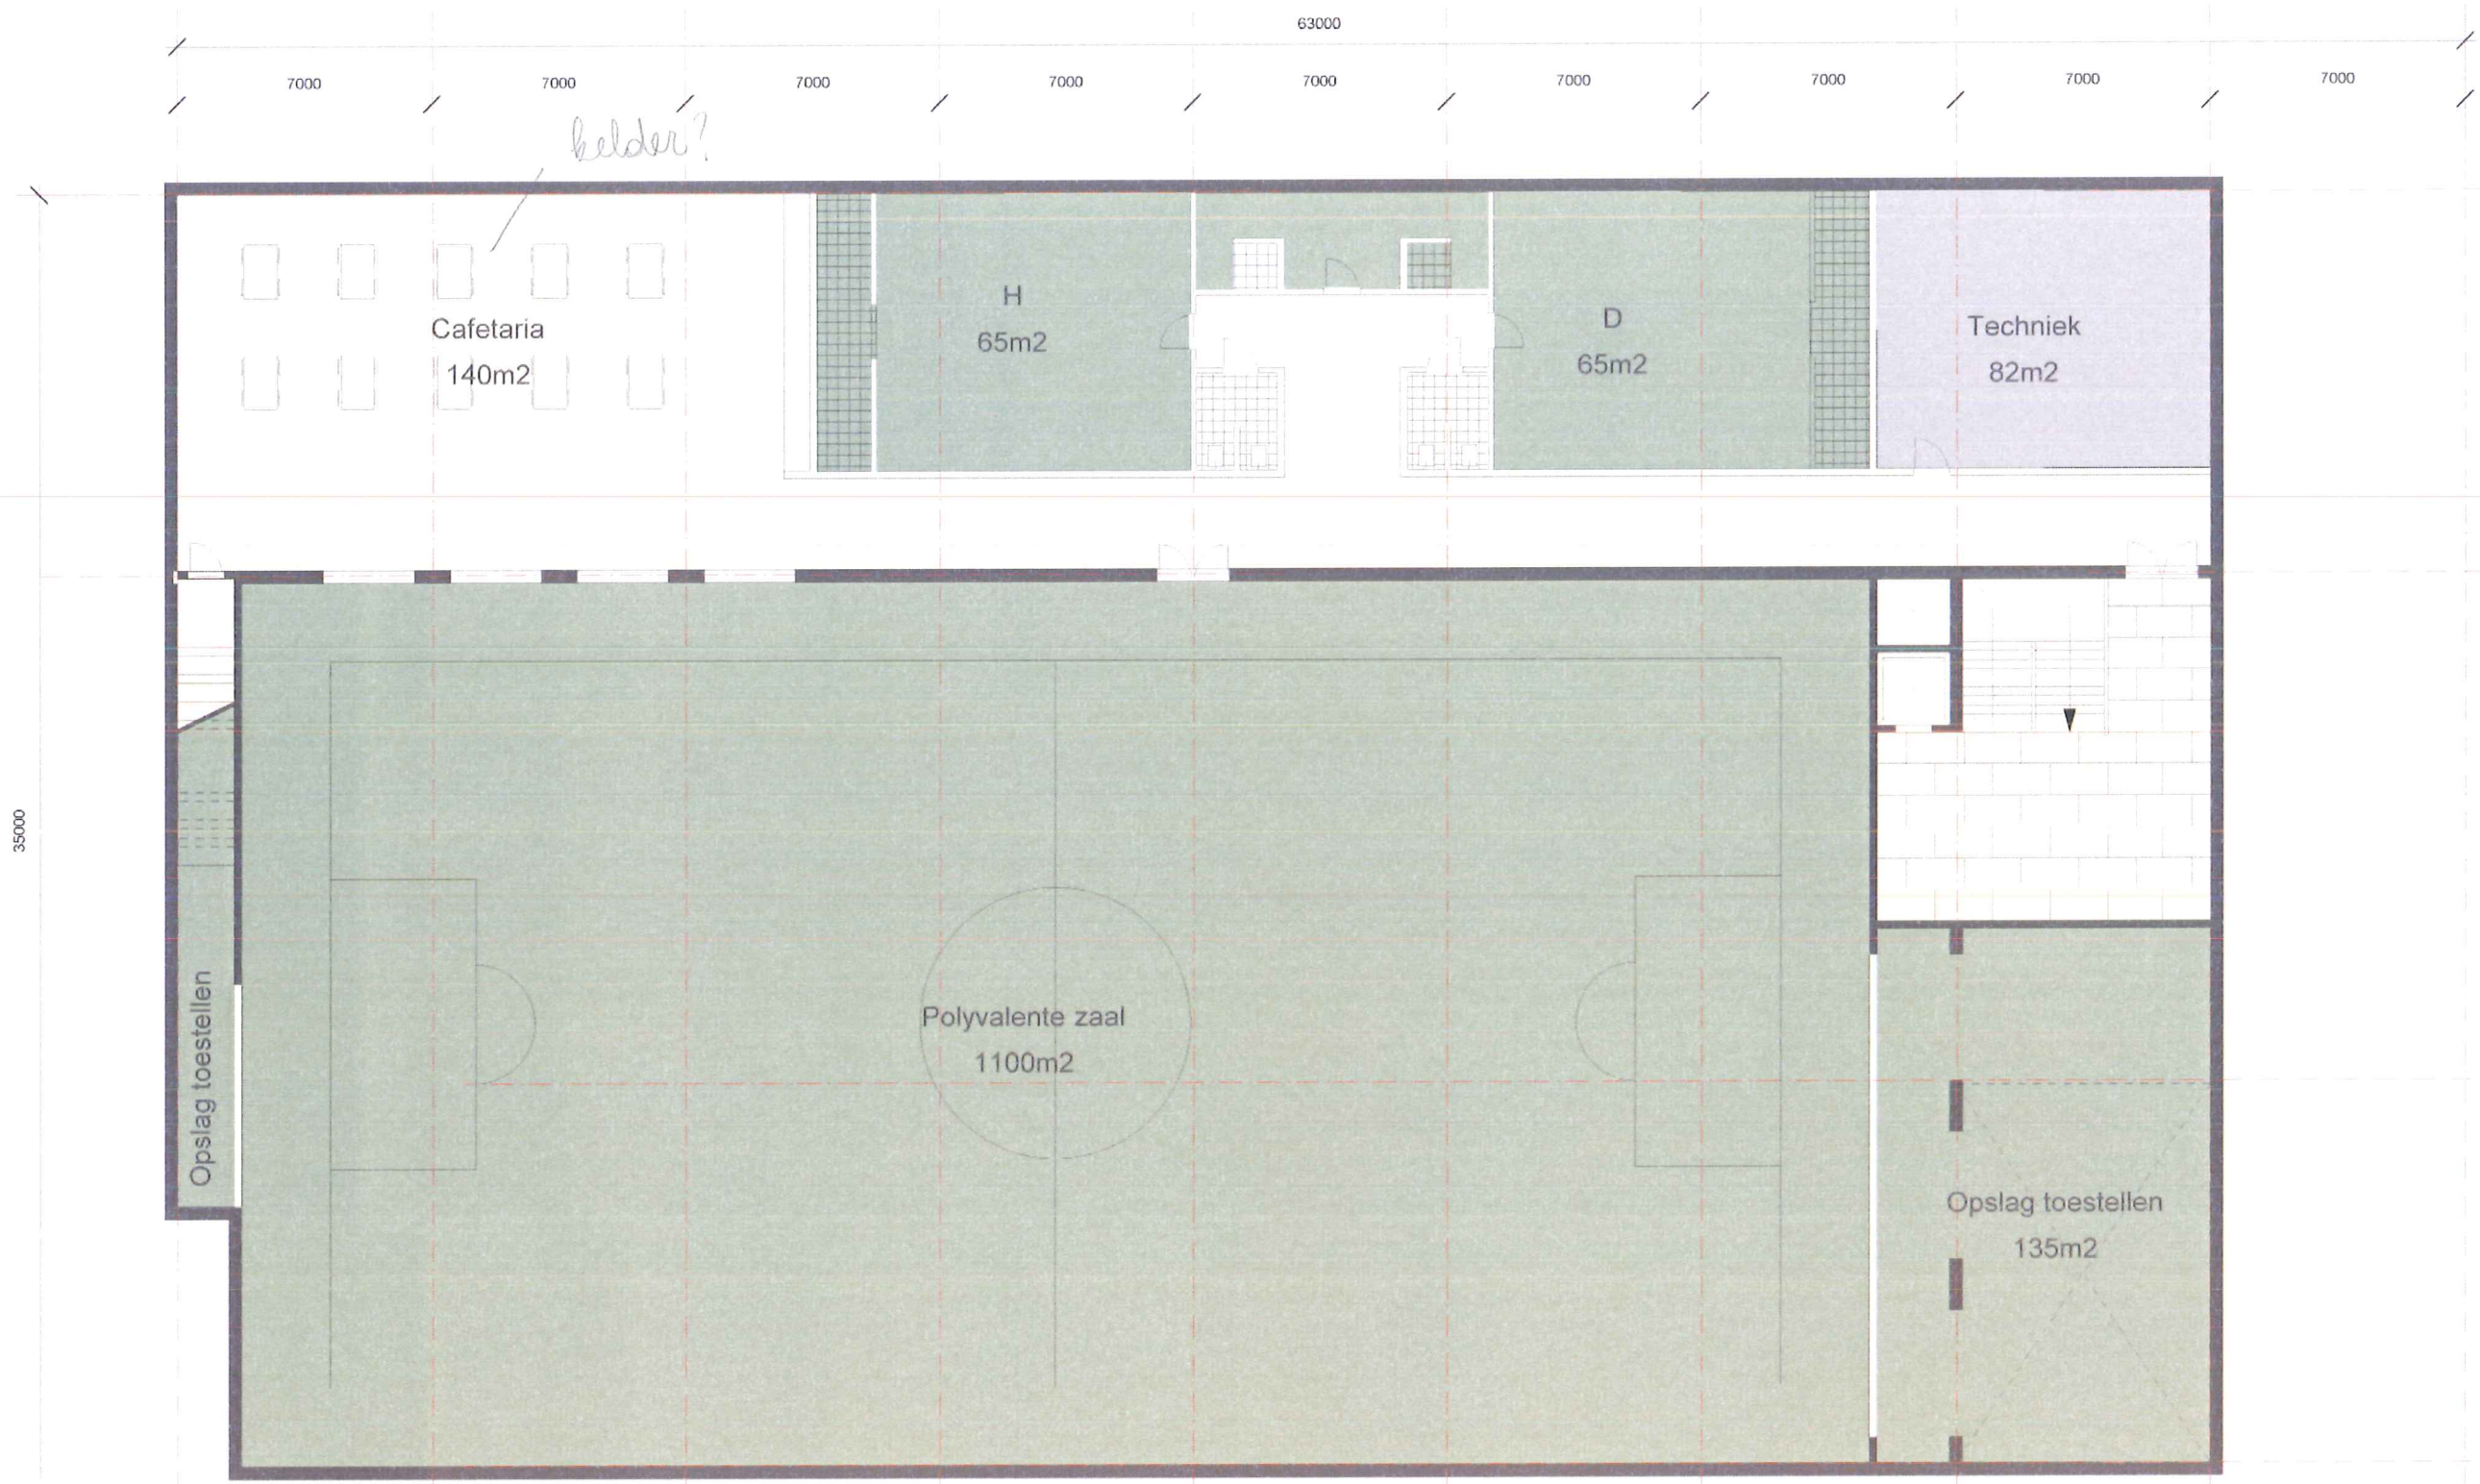 63000
7000 7000 7000 7000 7000 7000 7000 7000 7000
kelder?
Cafetaria
140m2
H
65m2
D
65m2
Techniek
82m2
35000
Opslag toestellen
Polyvalente zaal
1100m2
Opslag toestellen
135m2